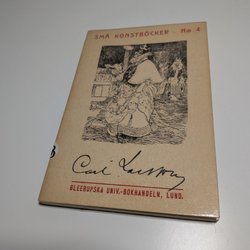 SMÅ KONSTBÖCKER - No 4
Carl Larsson
GLEERUPSKA UNIV.-BOKHANDELN, LUND.